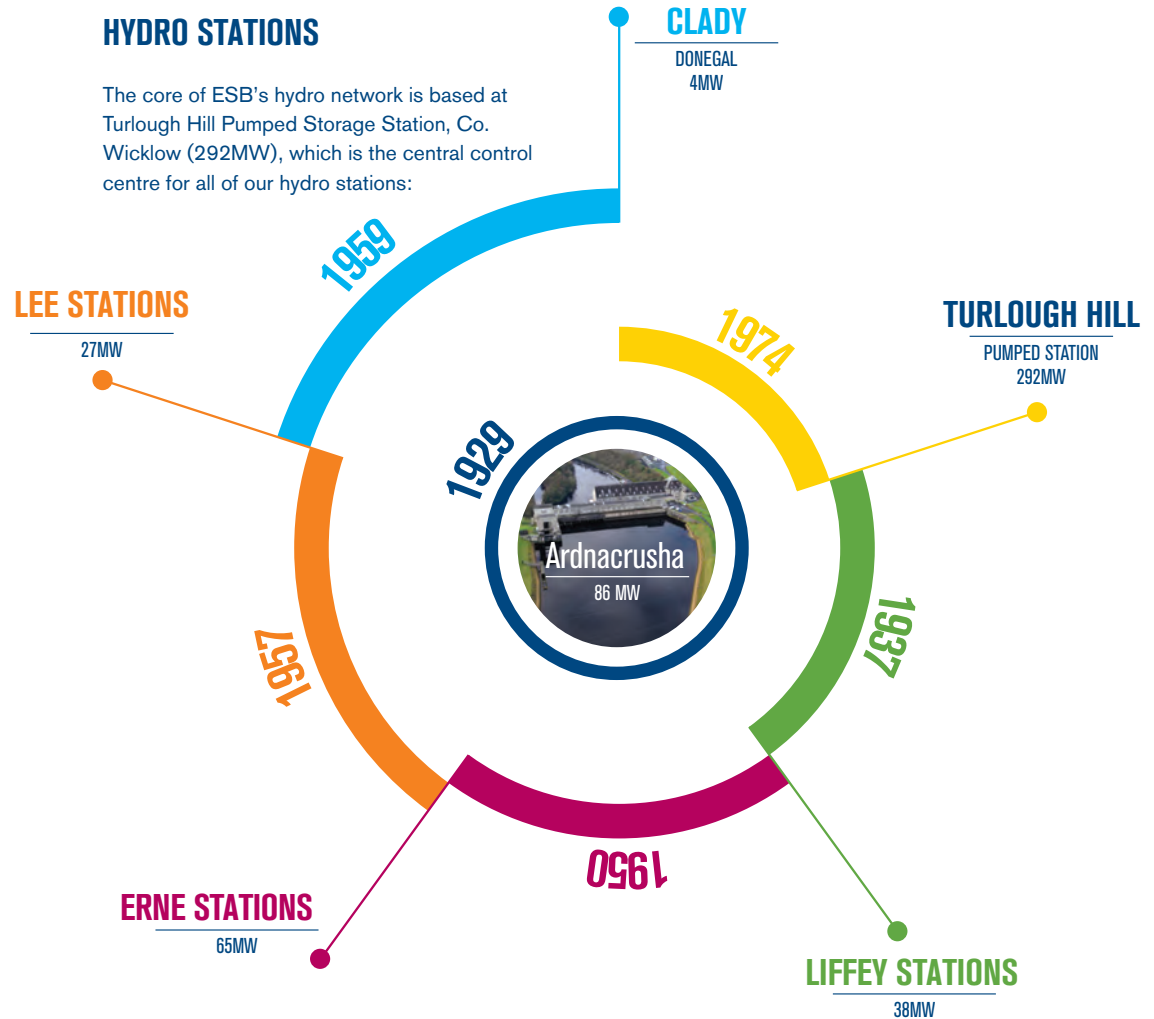 HYDRO STATIONS
The core of ESB's hydro network is based at
Turlough Hill Pumped Storage Station, Co.
Wicklow (292MW), which is the central control
centre for all of our hydro stations:
CLADY
DONEGAL
4MW
1959
LEE STATIONS
27MW
1974
TURLOUGH HILL
PUMPED STATION
292MW
1929
Ardnacrusha
86 MW
1937
1957
1950
ERNE STATIONS
65MW
LIFFEY STATIONS
38MW